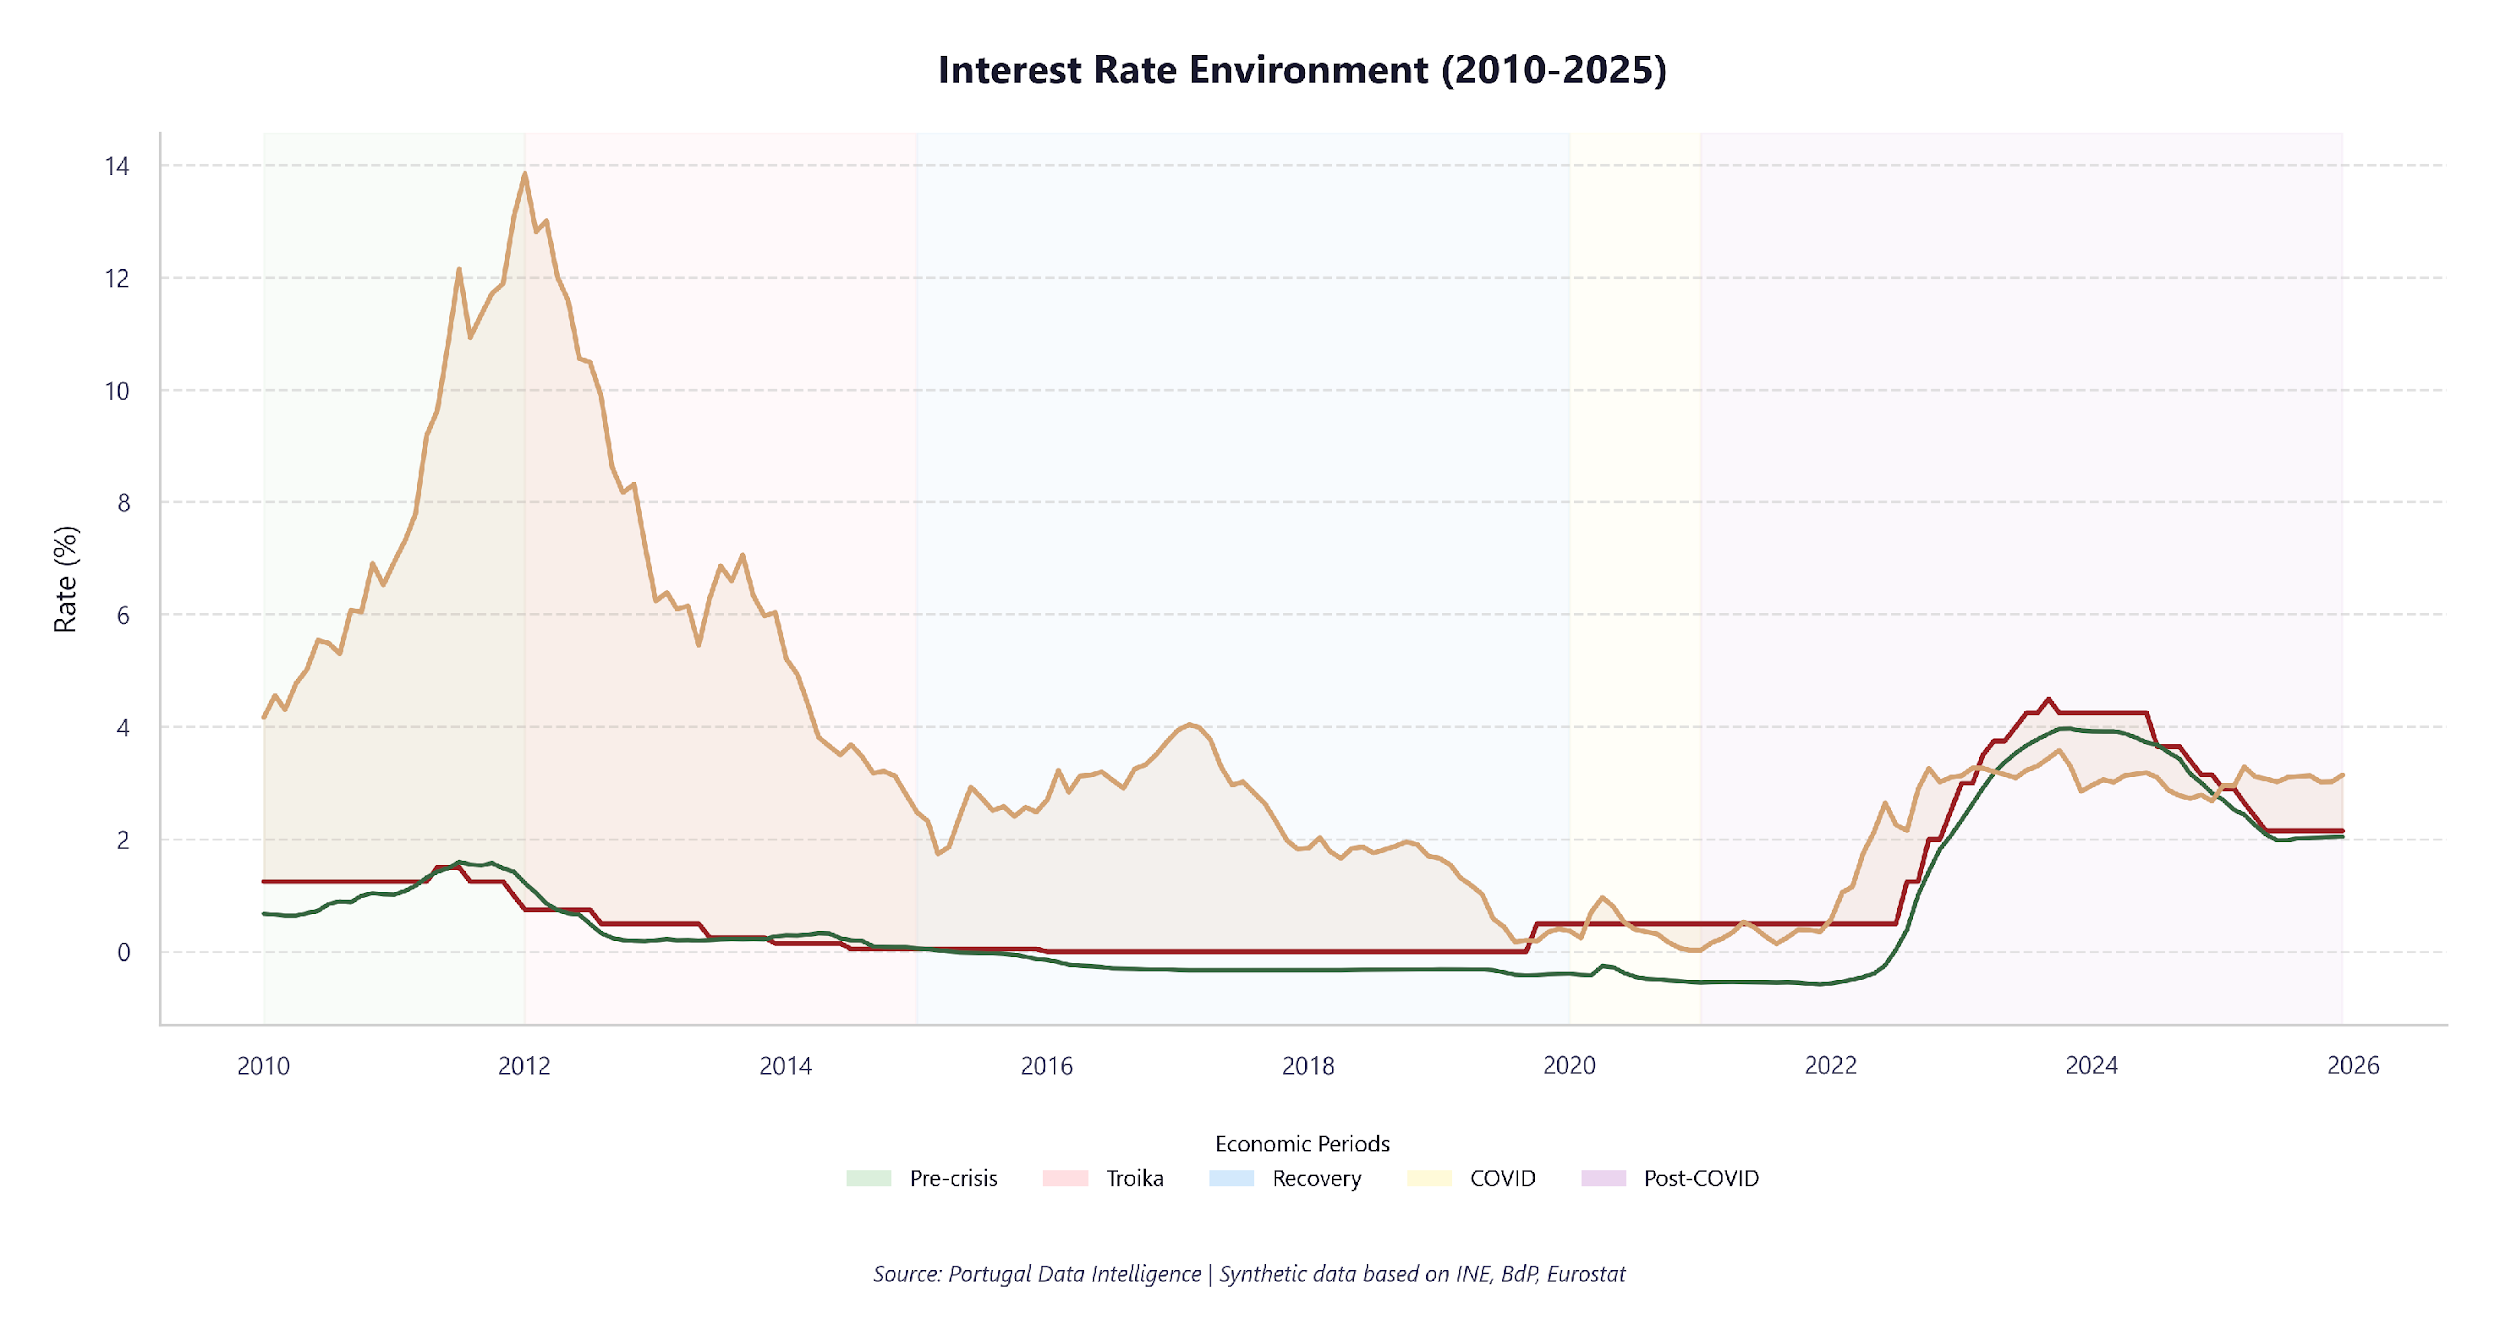 Interest Rate Environment (2010-2025)
14
12
10
8
6
4
2
0
Rate (%)
2010 2012 2014 2016 2018 2020 2022 2024 2026
Economic Periods
Pre-crisis Troika Recovery COVID Post-COVID
Source: Portugal Data Intelligence | Synthetic data based on INE, BdP, Eurostat